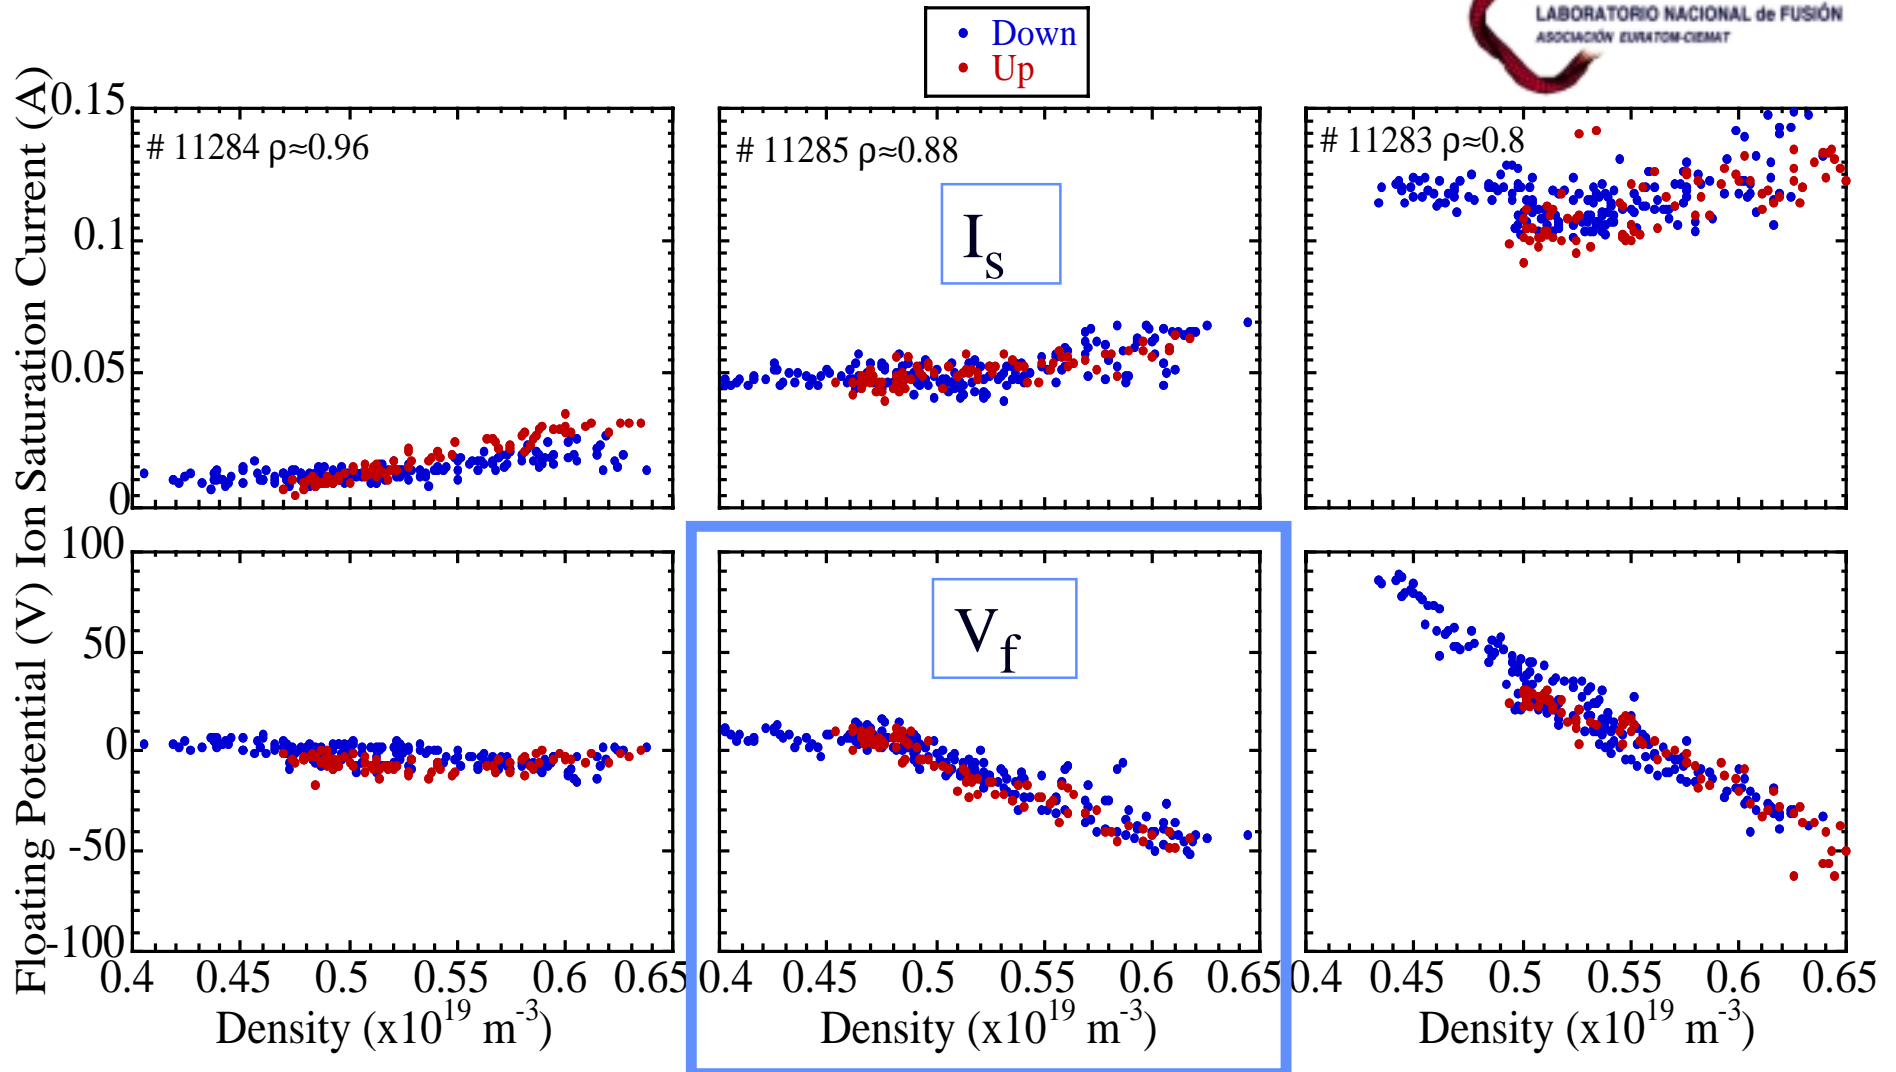 LABORATORIO NACIONAL de FUSIÓN
ASOCIACIÓN EURATOM-CIEMAT
Down
Up
Floating Potential (V) Ion Saturation Current (A)
0.15
0.1
0.05
0
# 11284 ρ≈0.96
# 11285 ρ≈0.88
# 11283 ρ≈0.8
I_s
100
50
0
-50
-100
V_f
0.4 0.45 0.5 0.55 0.6 0.65 0.4 0.45 0.5 0.55 0.6 0.65 0.4 0.45 0.5 0.55 0.6 0.65
Density (x10^19 m^-3) Density (x10^19 m^-3) Density (x10^19 m^-3)